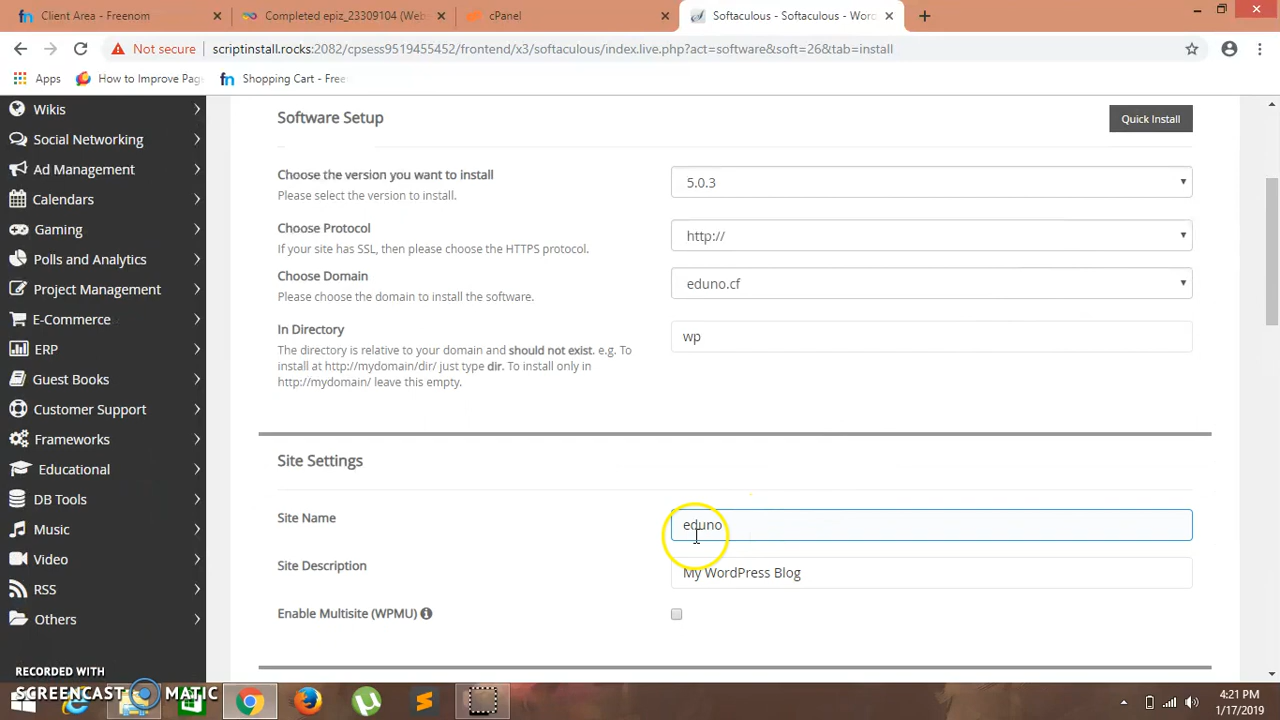 Client Area - Freenom
Completed epiz_23309104 (Webs
cPanel
Softaculous - Softaculous - Wor
Not secure
scriptinstall.rocks:2082/cpsess9519455452/frontend/x3/softaculous/index.live.php?act=software&soft=26&tab=install
Apps
How to Improve Pag
Shopping Cart - Free
Wikis
Social Networking
Ad Management
Calendars
Gaming
Polls and Analytics
Project Management
E-Commerce
ERP
Guest Books
Customer Support
Frameworks
Educational
DB Tools
Music
Video
RSS
Others
Software Setup
Quick Install
Choose the version you want to install
Please select the version to install.
5.0.3
Choose Protocol
If your site has SSL, then please choose the HTTPS protocol.
http://
Choose Domain
Please choose the domain to install the software.
eduno.cf
In Directory
The directory is relative to your domain and should not exist. e.g. To
install at http://mydomain/dir/ just type dir. To install only in
http://mydomain/ leave this empty.
wp
Site Settings
Site Name
eduno
Site Description
My WordPress Blog
Enable Multisite (WPMU)
RECORDED WITH
SCREENCAST MATIC
4:21 PM
1/17/2019